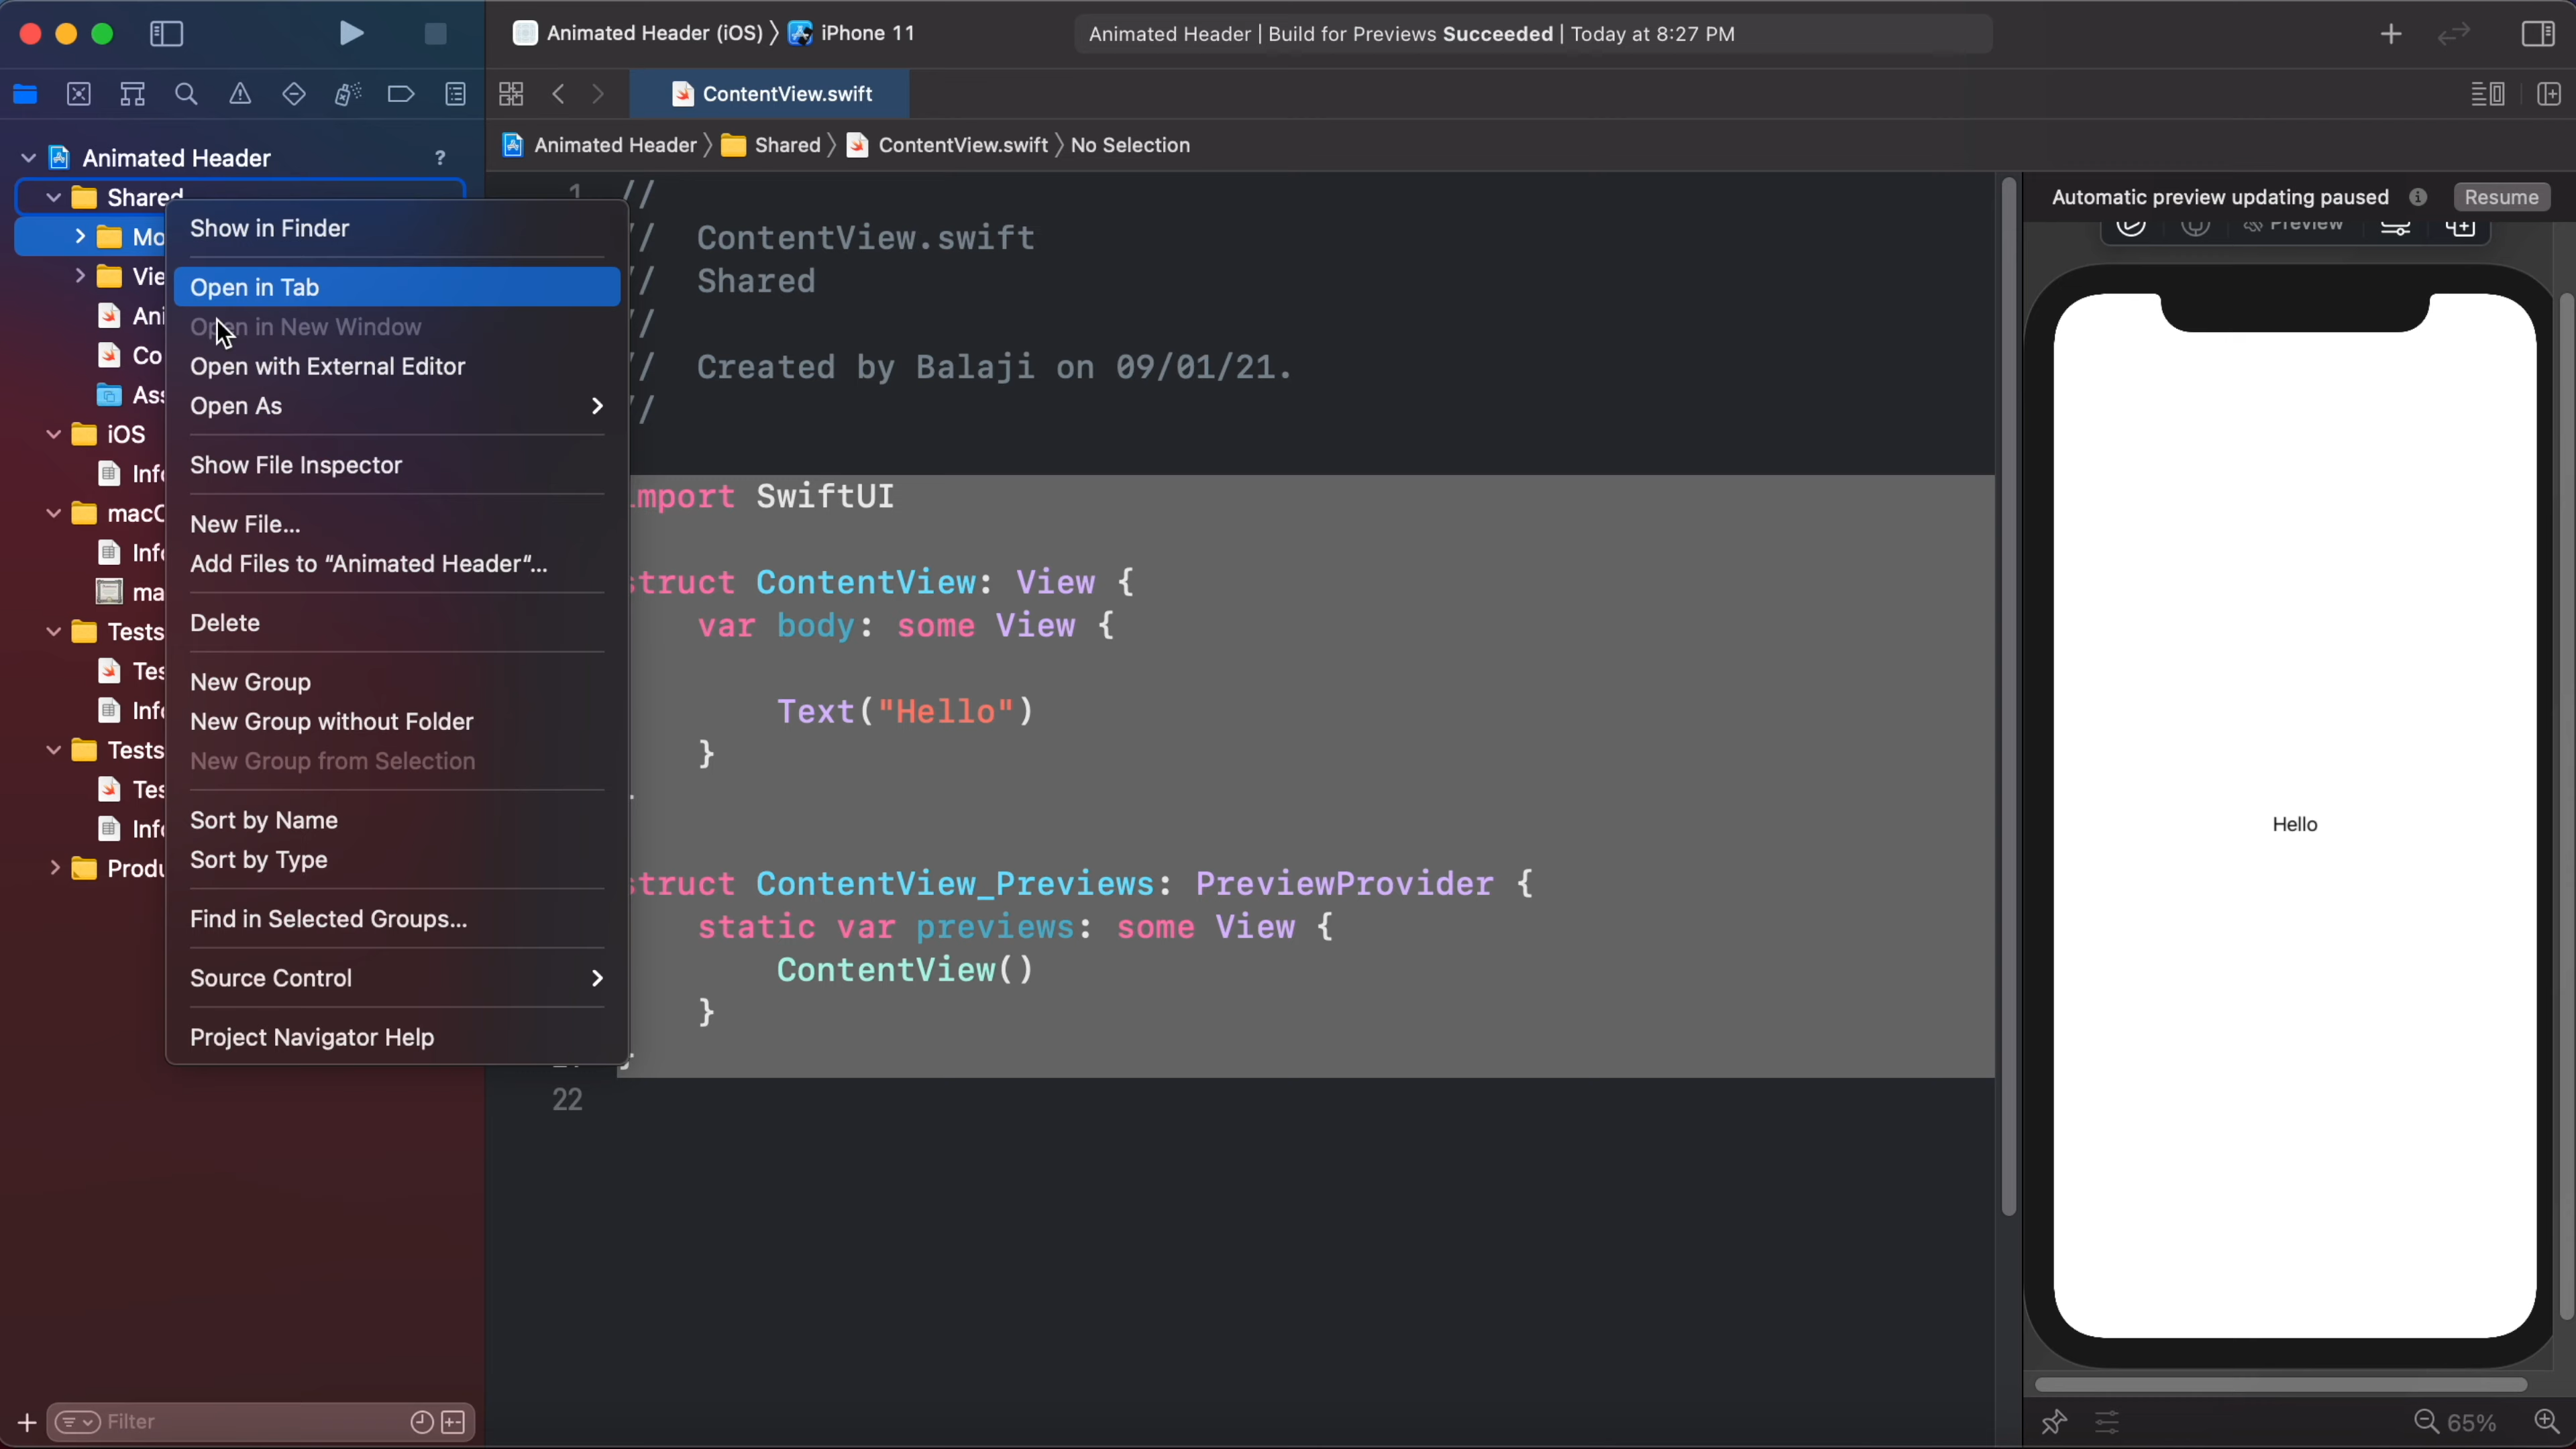 Animated Header (iOS) 〉 iPhone 11
Animated Header | Build for Previews Succeeded | Today at 8:27 PM
ContentView.swift
Animated Header ?
Animated Header 〉 Shared 〉 ContentView.swift 〉 No Selection
Shared
Automatic preview updating paused
Resume
Preview
Show in Finder
Open in Tab
Open in New Window
Open with External Editor
Open As
iOS
Show File Inspector
New File...
Add Files to “Animated Header“...
Delete
Tests
New Group
New Group without Folder
New Group from Selection
Tests
Sort by Name
Sort by Type
Find in Selected Groups...
Source Control
Project Navigator Help
1 //
// ContentView.swift
// Shared
//
// Created by Balaji on 09/01/21.
//
import SwiftUI
struct ContentView: View {
var body: some View {
Text("Hello")
}
struct ContentView_Previews: PreviewProvider {
static var previews: some View {
ContentView()
}
}
22
Hello
Filter
65%